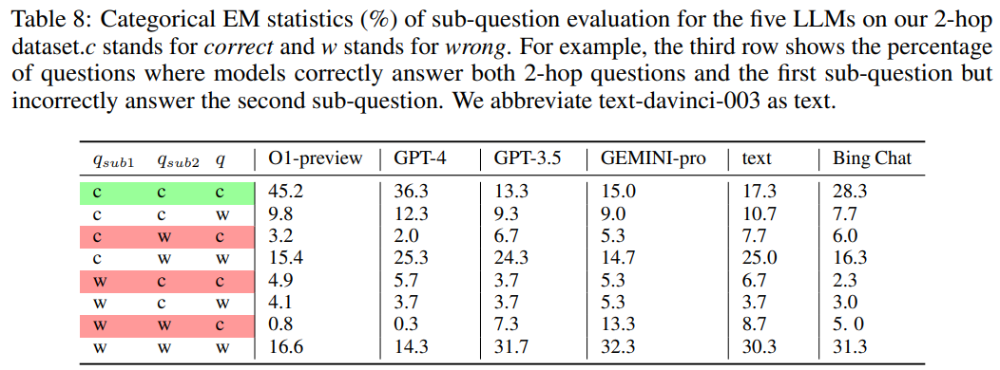 Table 8: Categorical EM statistics (%) of sub-question evaluation for the five LLMs on our 2-hop
dataset.c stands for correct and w stands for wrong. For example, the third row shows the percentage
of questions where models correctly answer both 2-hop questions and the first sub-question but
incorrectly answer the second sub-question. We abbreviate text-davinci-003 as text.
qsub1 qsub2 q O1-preview GPT-4 GPT-3.5 GEMINI-pro text Bing Chat
c c c 45.2 36.3 13.3 15.0 17.3 28.3
c c w 9.8 12.3 9.3 9.0 10.7 7.7
c w c 3.2 2.0 6.7 5.3 7.7 6.0
c w w 15.4 25.3 24.3 14.7 25.0 16.3
w c c 4.9 5.7 3.7 5.3 6.7 2.3
w c w 4.1 3.7 3.7 5.3 3.7 3.0
w w c 0.8 0.3 7.3 13.3 8.7 5. 0
w w w 16.6 14.3 31.7 32.3 30.3 31.3